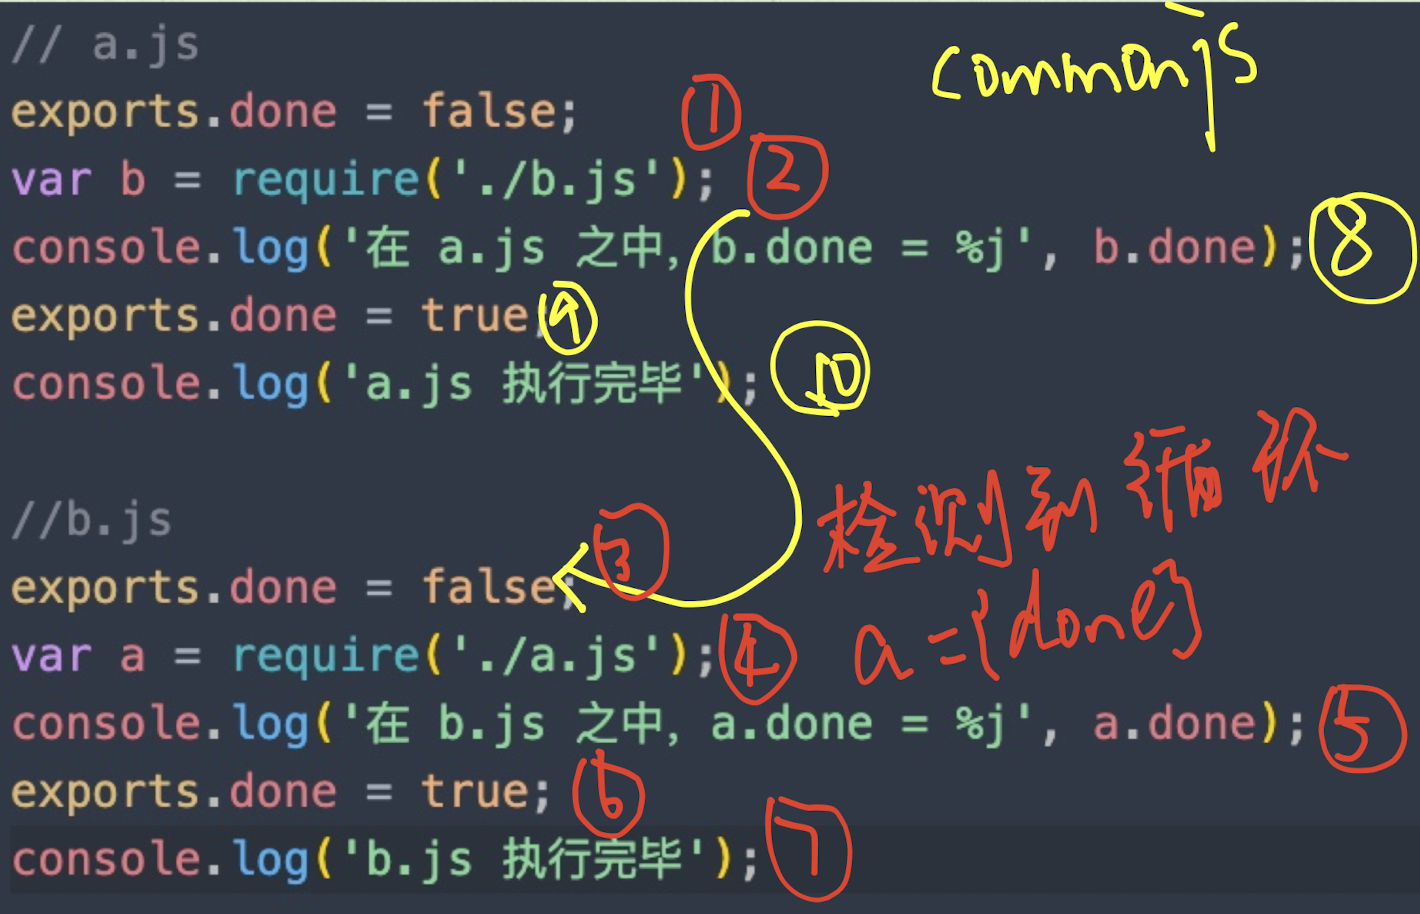 commonjs
// a.js
exports.done = false; ①
var b = require('./b.js'); ②
console.log('在 a.js 之中, b.done = %j', b.done); ⑧
exports.done = true; ⑨
console.log('a.js 执行完毕'); ⑩
检测到循环
//b.js
exports.done = false; ③
var a = require('./a.js'); ④ a={done}
console.log('在 b.js 之中, a.done = %j', a.done); ⑤
exports.done = true; ⑥
console.log('b.js 执行完毕'); ⑦